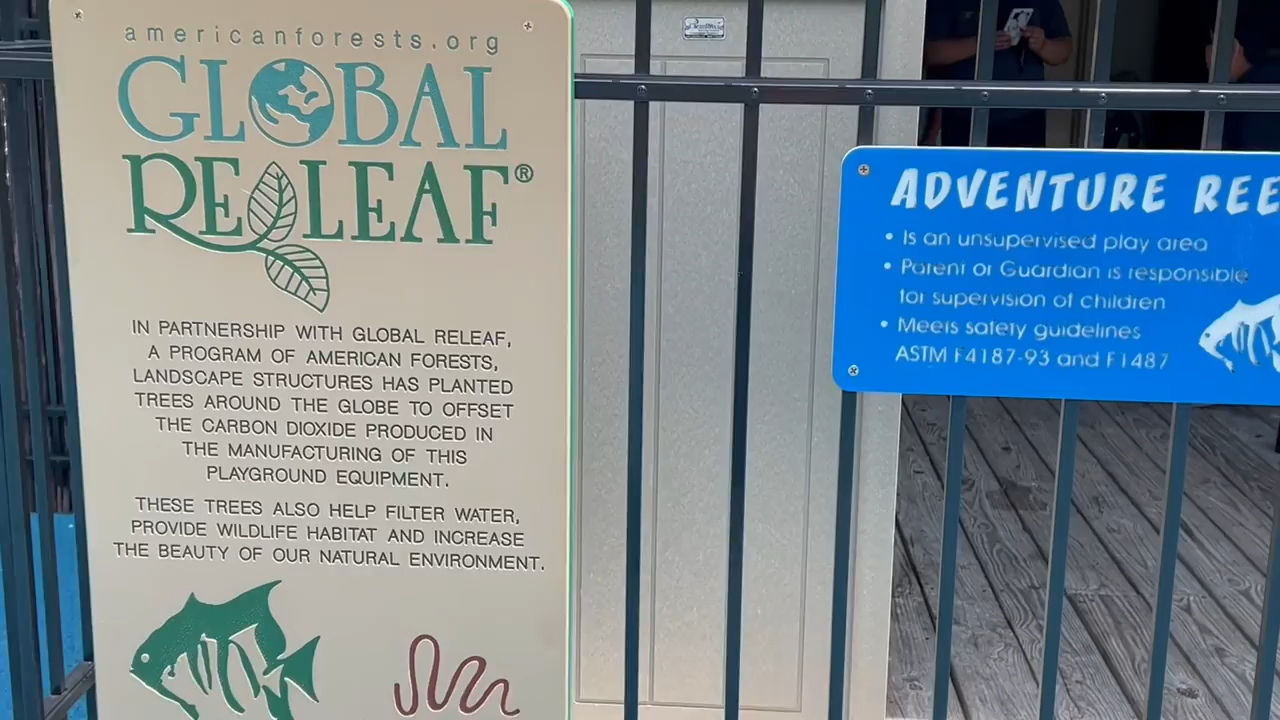 americanforests.org
GLOBAL
RELEAF®
IN PARTNERSHIP WITH GLOBAL RELEAF,
A PROGRAM OF AMERICAN FORESTS,
LANDSCAPE STRUCTURES HAS PLANTED
TREES AROUND THE GLOBE TO OFFSET
THE CARBON DIOXIDE PRODUCED IN
THE MANUFACTURING OF THIS
PLAYGROUND EQUIPMENT.
THESE TREES ALSO HELP FILTER WATER,
PROVIDE WILDLIFE HABITAT AND INCREASE
THE BEAUTY OF OUR NATURAL ENVIRONMENT.
ADVENTURE REE
• Is an unsupervised play area
• Parent or Guardian is responsible
for supervision of children
• Meets safety guidelines
ASTM F4187-93 and F1487